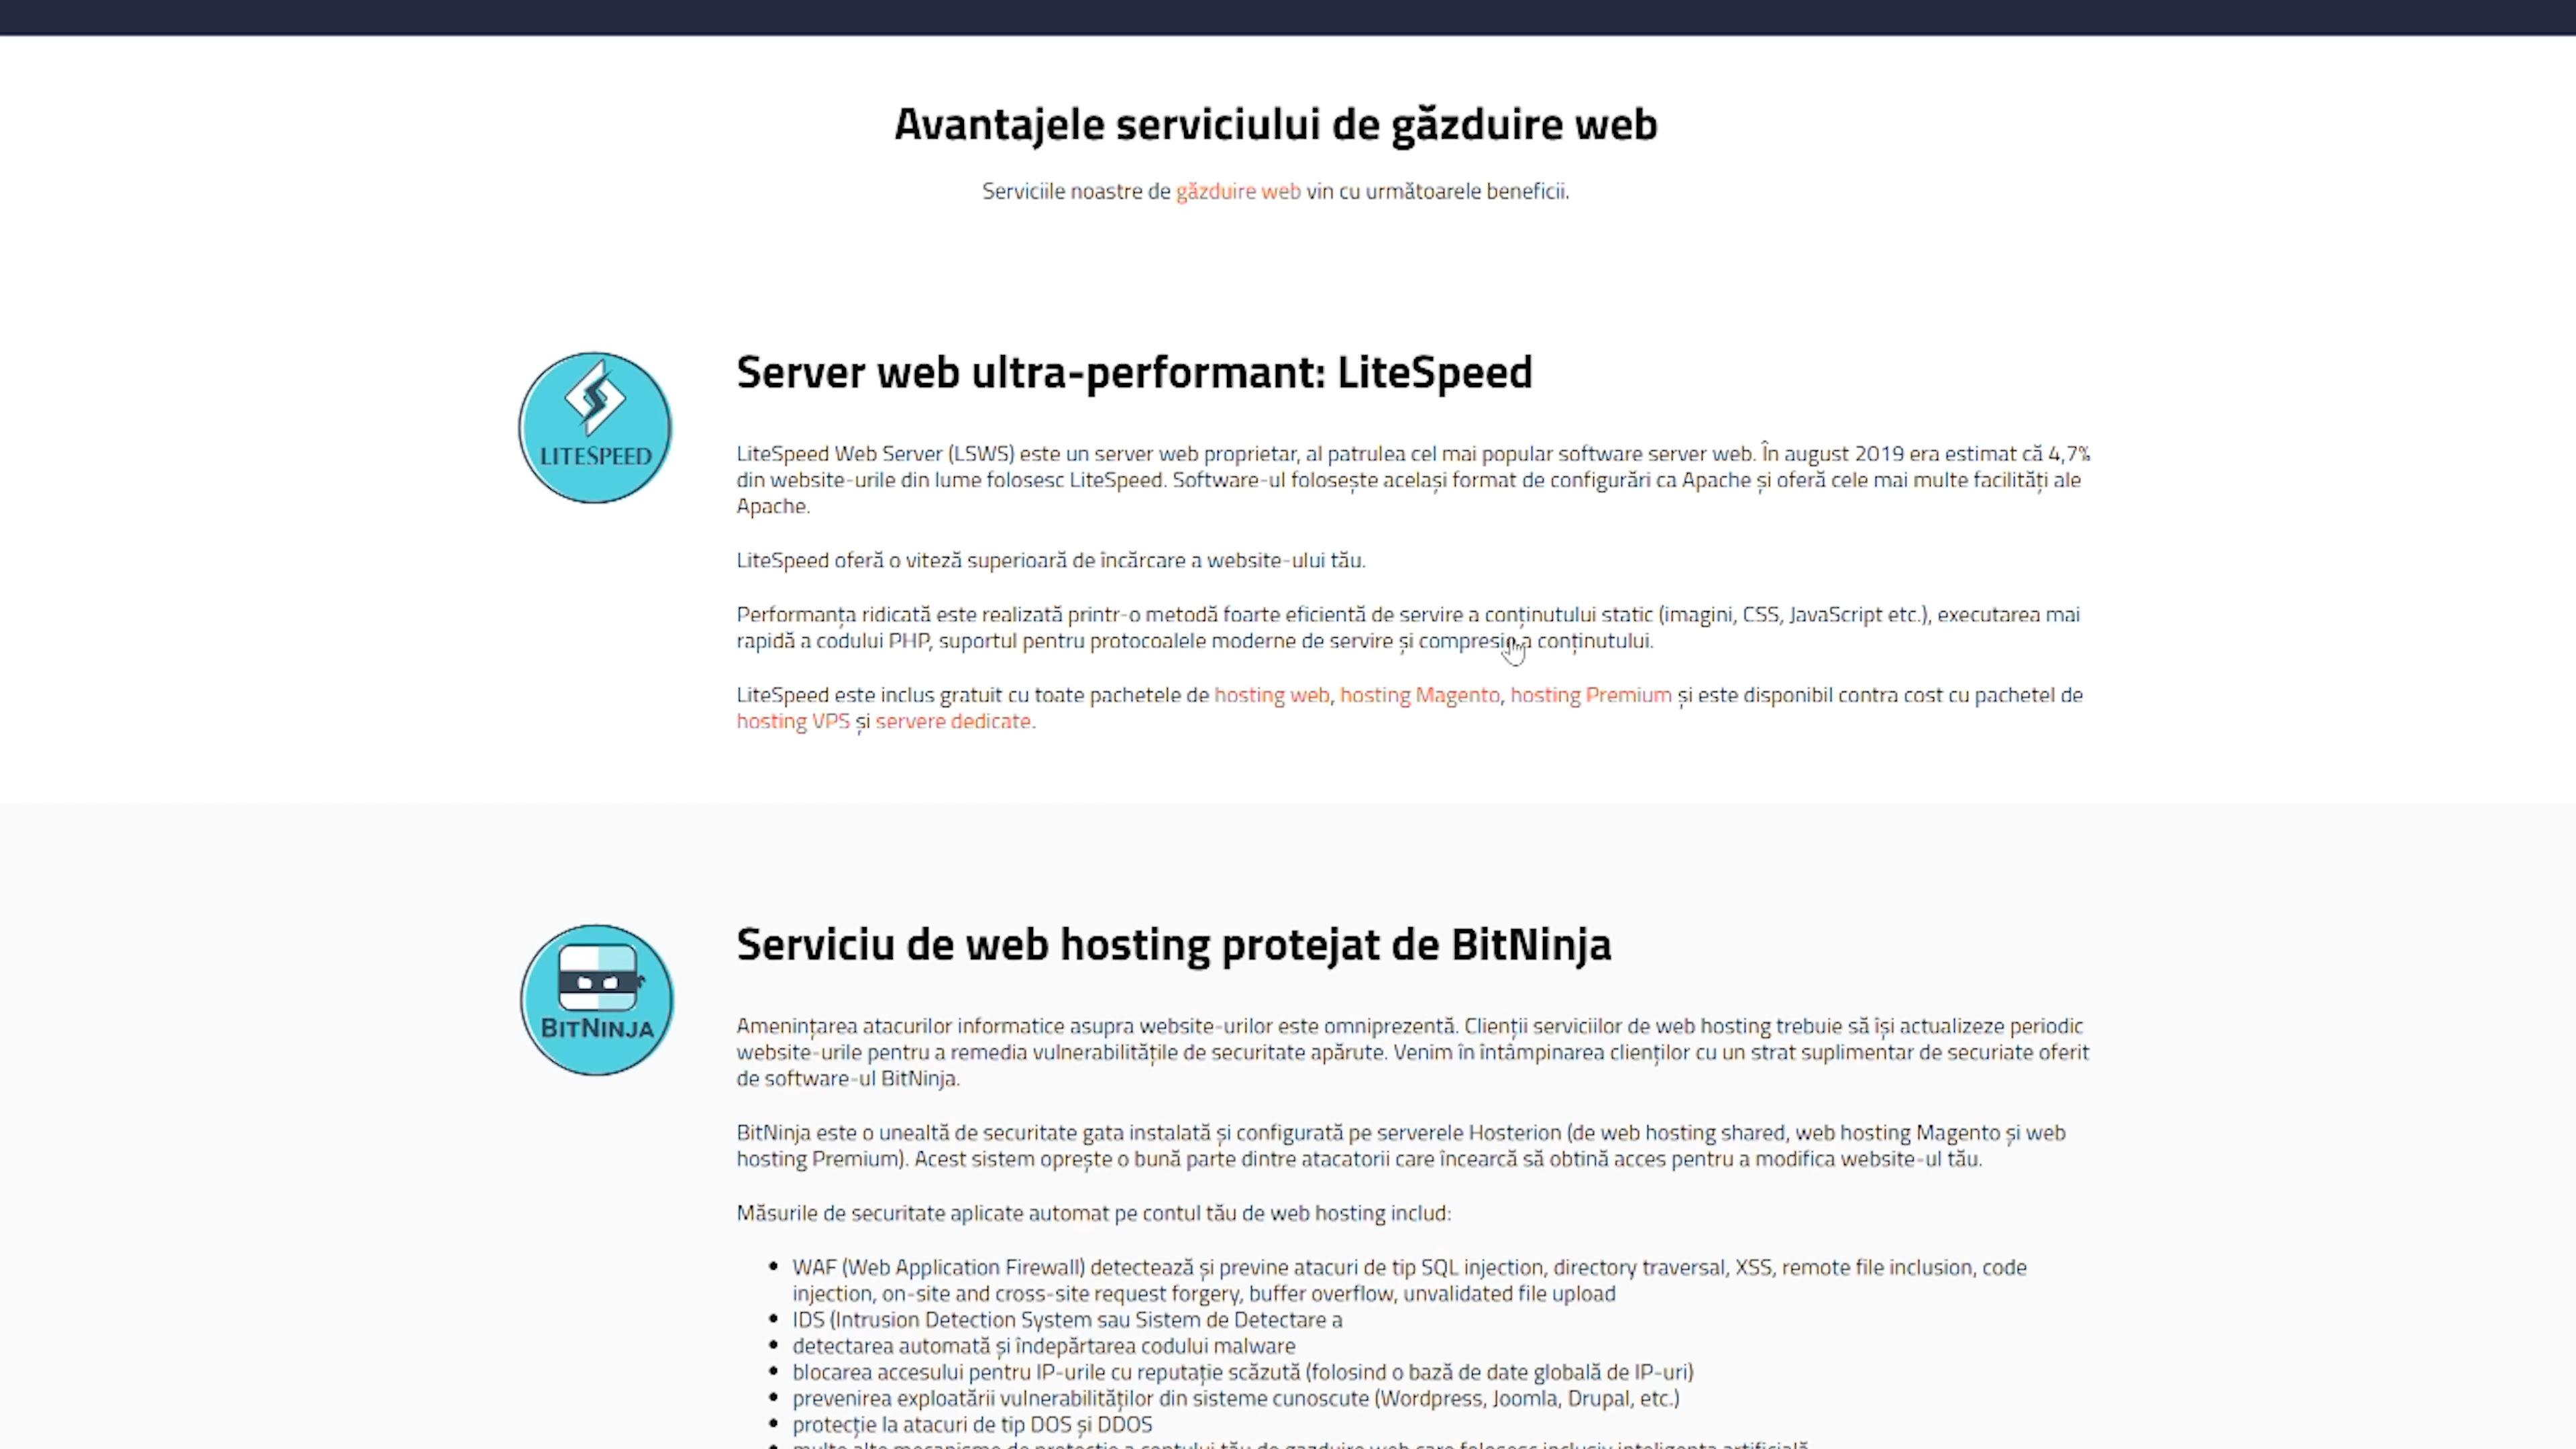 Avantajele serviciului de găzduire web
Serviciile noastre de găzduire web vin cu următoarele beneficii.
LITESPEED
Server web ultra-performant: LiteSpeed
LiteSpeed Web Server (LSWS) este un server web proprietar, al patrulea cel mai popular software server web. În august 2019 era estimat că 4,7%
din website-urile din lume folosesc LiteSpeed. Software-ul folosește același format de configurări ca Apache și oferă cele mai multe facilități ale
Apache.
LiteSpeed oferă o viteză superioară de încărcare a website-ului tău.
Performanța ridicată este realizată printr-o metodă foarte eficientă de servire a conținutului static (imagini, CSS, JavaScript etc.), executarea mai
rapidă a codului PHP, suportul pentru protocoalele moderne de servire și compresia a conținutului.
LiteSpeed este inclus gratuit cu toate pachetele de hosting web, hosting Magento, hosting Premium și este disponibil contra cost cu pachetel de
hosting VPS și servere dedicate.
BITNINJA
Serviciu de web hosting protejat de BitNinja
Amenințarea atacurilor informatice asupra website-urilor este omniprezentă. Clienții serviciilor de web hosting trebuie să își actualizeze periodic
website-urile pentru a remedia vulnerabilitățile de securitate apărute. Venim în întâmpinarea clienților cu un strat suplimentar de securiate oferit
de software-ul BitNinja.
BitNinja este o unealtă de securitate gata instalată și configurată pe serverele Hosterion (de web hosting shared, web hosting Magento și web
hosting Premium). Acest sistem oprește o bună parte dintre atacatorii care încearcă să obtină acces pentru a modifica website-ul tău.
Măsurile de securitate aplicate automat pe contul tău de web hosting includ:
WAF (Web Application Firewall) detectează și previne atacuri de tip SQL injection, directory traversal, XSS, remote file inclusion, code
injection, on-site and cross-site request forgery, buffer overflow, unvalidated file upload
IDS (Intrusion Detection System sau Sistem de Detectare a
detectarea automată și îndepărtarea codului malware
blocarea accesului pentru IP-urile cu reputație scăzută (folosind o bază de date globală de IP-uri)
prevenirea exploatării vulnerabilităților din sisteme cunoscute (Wordpress, Joomla, Drupal, etc.)
protecție la atacuri de tip DOS și DDOS